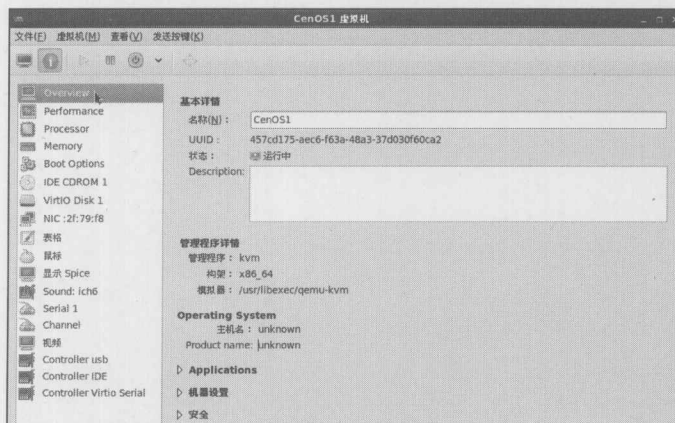 CenOS1 虚拟机
文件(F) 虚拟机(M) 查看(V) 发送按键(K)
Overview
Performance
Processor
Memory
Boot Options
IDE CDROM 1
VirtIO Disk 1
NIC :2f:79:f8
表格
鼠标
显示 Spice
Sound: ich6
Serial 1
Channel
视频
Controller usb
Controller IDE
Controller Virtio Serial
基本详情
名称(N)： CenOS1
UUID： 457cd175-aec6-f63a-48a3-37d030f60ca2
状态： 运行中
Description:
管理程序详情
管理程序： kvm
构架： x86_64
模拟器： /usr/libexec/qemu-kvm
Operating System
主机名： unknown
Product name: unknown
Applications
机器设置
安全